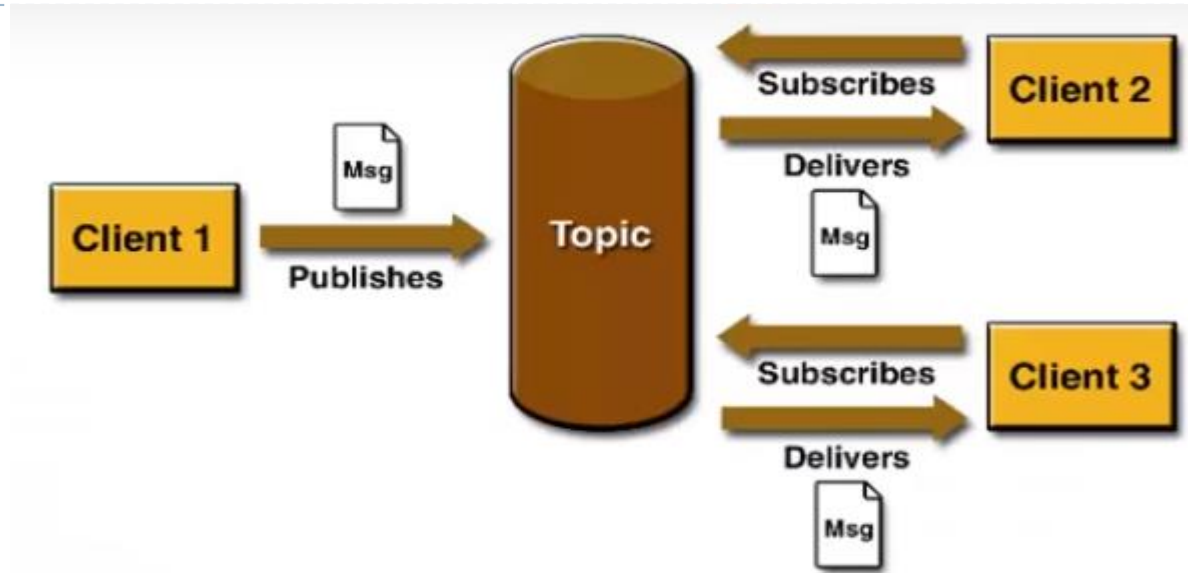 Client 1
Msg
Publishes
Topic
Subscribes
Client 2
Delivers
Msg
Subscribes
Client 3
Delivers
Msg